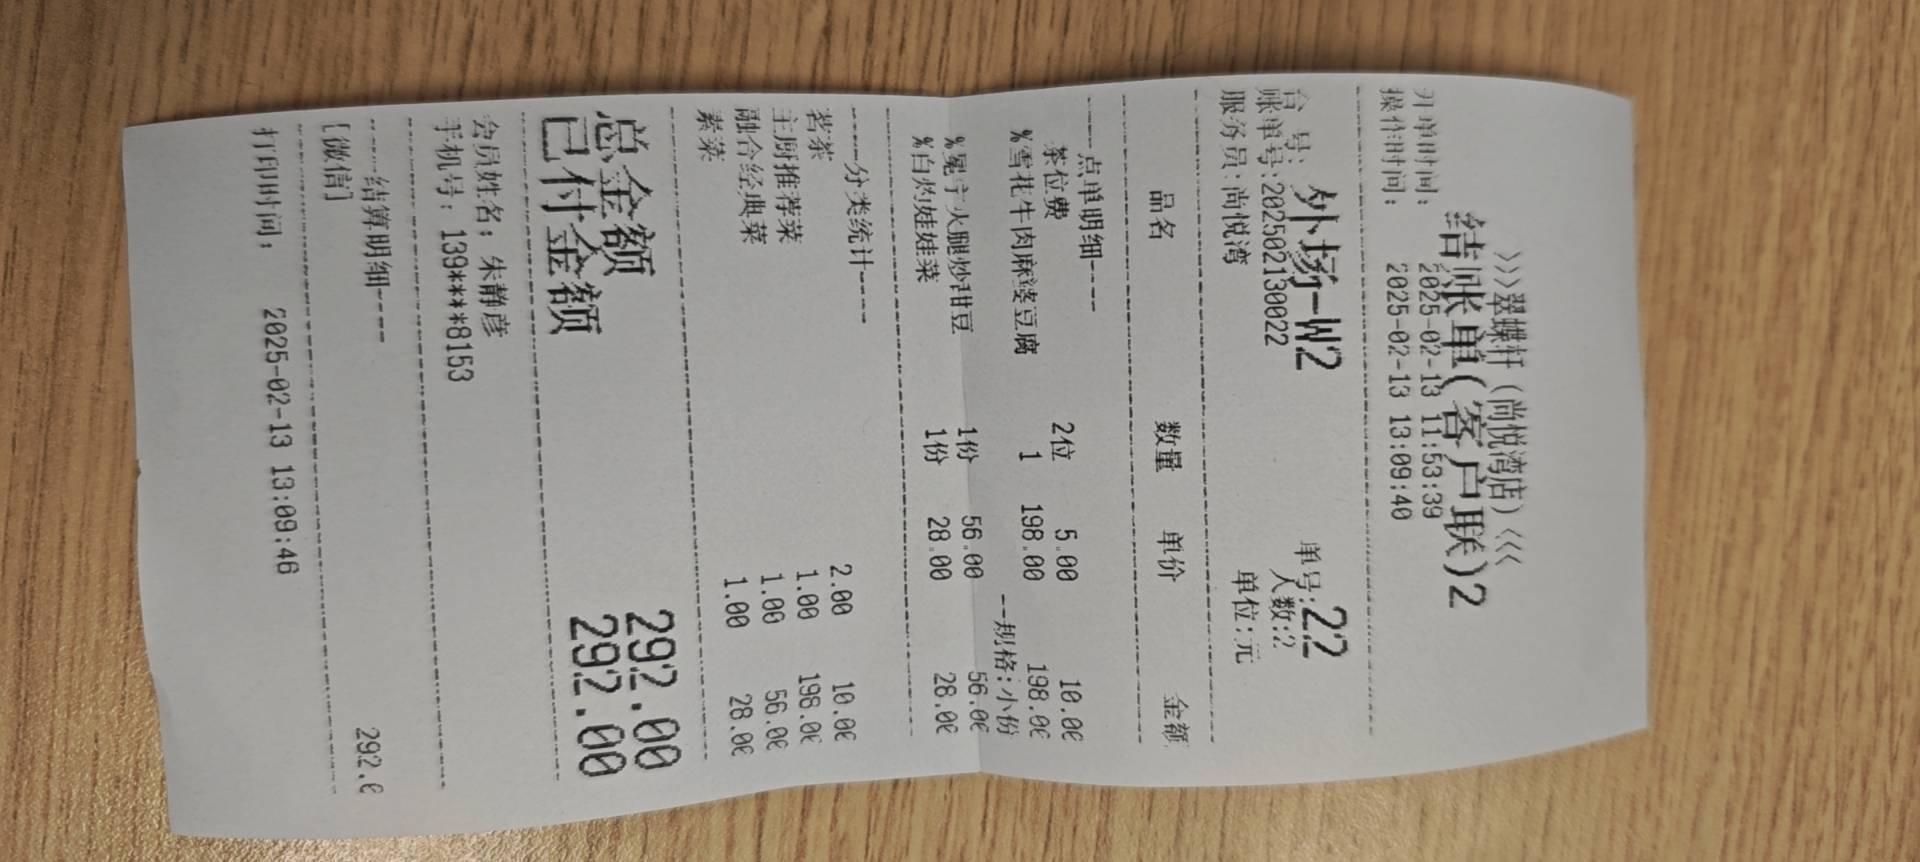 >>>翠蝶轩（尚悦湾店）<<<
结账单(客户联)2
开单时间： 2025-02-13 11:53:39
操作时间： 2025-02-13 13:09:40
台 号: 外场-W2 单号:22
账单号:2025021300022 人数:2
服务员:尚悦湾 单位:元
品名 数量 单价 金额
----点单明细----
茶位费 2位 5.00 10.00
%雪花牛肉麻婆豆腐 1 198.00 198.00
--规格:小份
%冕宁火腿炒甜豆 1份 56.00 56.00
%白灼娃娃菜 1份 28.00 28.00
----分类统计----
茗茶 2.00 10.00
主厨推荐菜 1.00 198.00
融合经典菜 1.00 56.00
素菜 1.00 28.00
总金额 292.00
已付金额 292.00
会员姓名：朱静彦
手机号：139****8153
----结算明细----
[微信] 292.0
打印时间： 2025-02-13 13:09:46